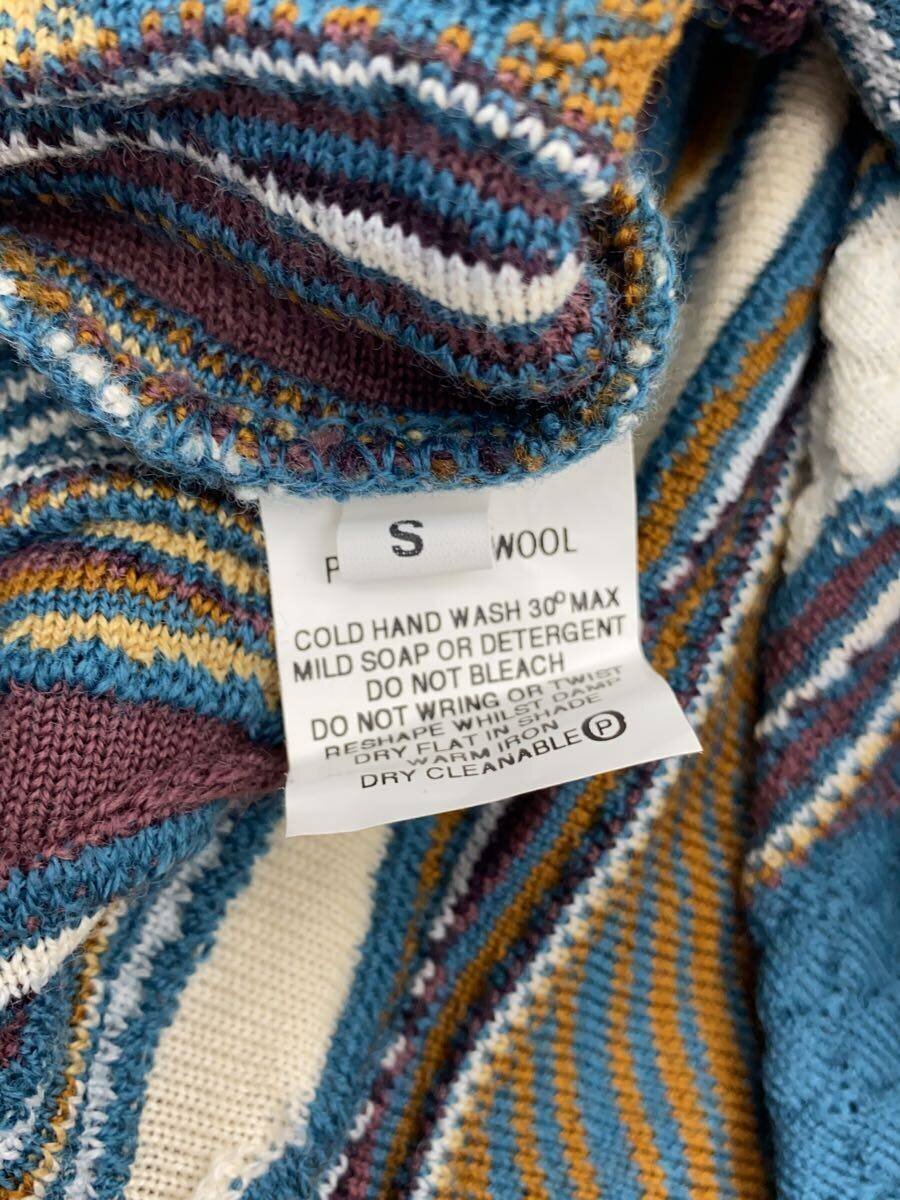 S
P WOOL
COLD HAND WASH 30º MAX
MILD SOAP OR DETERGENT
DO NOT BLEACH
DO NOT WRING OR TWIST
RESHAPE WHILST DAMP
DRY FLAT IN SHADE
WARM IRON
DRY CLEANABLE Ⓟ